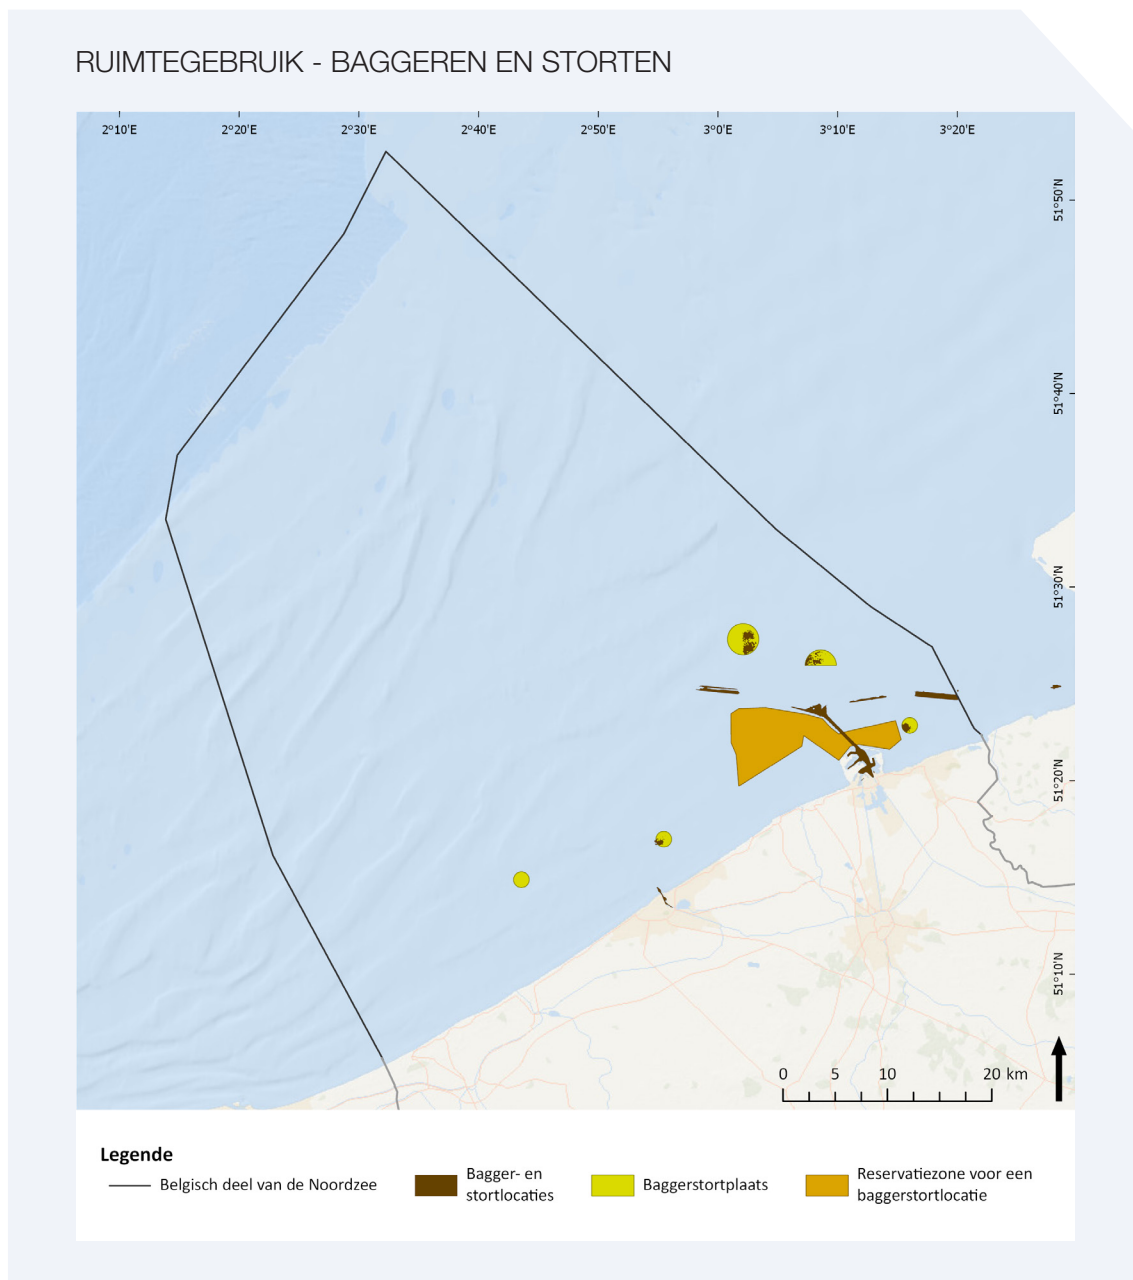 RUIMTEGEBRUIK - BAGGEREN EN STORTEN
2°10'E 2°20'E 2°30'E 2°40'E 2°50'E 3°0'E 3°10'E 3°20'E
51°50'N
51°40'N
51°30'N
51°20'N
51°10'N
0 5 10 20 km
Legende
Belgisch deel van de Noordzee
Bagger- en
stortlocaties
Baggerstortplaats
Reservatiezone voor een
baggerstortlocatie